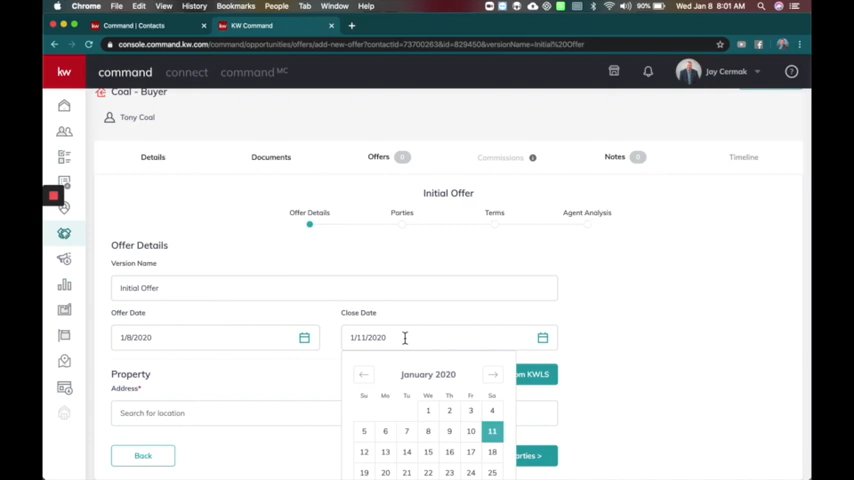 Chrome File Edit View History Bookmarks People Tab Window Help 90% Wed Jan 8 8:01 AM
Command | Contacts × KW Command × +
console.command.kw.com/command/opportunities/offers/add-new-offer?contactId=73700263&id=829450&versionName=Initial%20Offer
kw command connect command MC Jay Cermak ?
Coal - Buyer
Tony Coal
Details Documents Offers 0 Commissions i Notes 0 Timeline
Initial Offer
Offer Details Parties Terms Agent Analysis
Offer Details
Version Name
Initial Offer
Offer Date Close Date
1/8/2020 1/11/2020
Property
Address*
January 2020
om KWLS
Su Mo Tu We Th Fr Sa
Search for location
1 2 3 4
5 6 7 8 9 10 11
Back
12 13 14 15 16 17 18
arties >
19 20 21 22 23 24 25